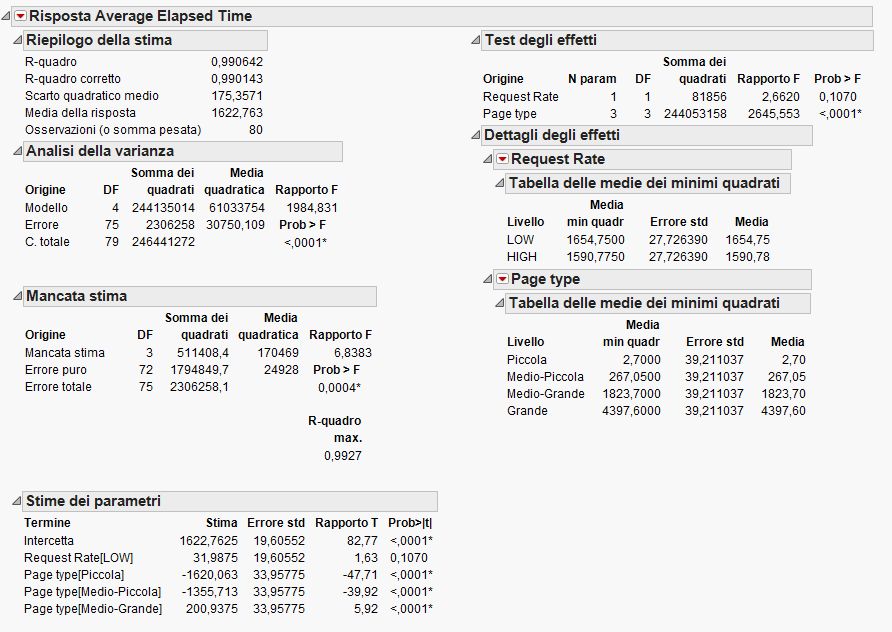 Risposta Average Elapsed Time
Riepilogo della stima
R-quadro 0,990642
R-quadro corretto 0,990143
Scarto quadratico medio 175,3571
Media della risposta 1622,763
Osservazioni (o somma pesata) 80
Analisi della varianza
Somma dei Media
Origine DF quadrati quadratica Rapporto F
Modello 4 244135014 61033754 1984,831
Errore 75 2306258 30750,109 Prob > F
C. totale 79 246441272 <,0001*
Mancata stima
Somma dei Media
Origine DF quadrati quadratica Rapporto F
Mancata stima 3 511408,4 170469 6,8383
Errore puro 72 1794849,7 24928 Prob > F
Errore totale 75 2306258,1 0,0004*
R-quadro
max.
0,9927
Stime dei parametri
Termine Stima Errore std Rapporto T Prob>|t|
Intercetta 1622,7625 19,60552 82,77 <,0001*
Request Rate[LOW] 31,9875 19,60552 1,63 0,1070
Page type[Piccola] -1620,063 33,95775 -47,71 <,0001*
Page type[Medio-Piccola] -1355,713 33,95775 -39,92 <,0001*
Page type[Medio-Grande] 200,9375 33,95775 5,92 <,0001*
Test degli effetti
Somma dei
Origine N param DF quadrati Rapporto F Prob > F
Request Rate 1 1 81856 2,6620 0,1070
Page type 3 3 244053158 2645,553 <,0001*
Dettagli degli effetti
Request Rate
Tabella delle medie dei minimi quadrati
Media
Livello min quadr Errore std Media
LOW 1654,7500 27,726390 1654,75
HIGH 1590,7750 27,726390 1590,78
Page type
Tabella delle medie dei minimi quadrati
Media
Livello min quadr Errore std Media
Piccola 2,7000 39,211037 2,70
Medio-Piccola 267,0500 39,211037 267,05
Medio-Grande 1823,7000 39,211037 1823,70
Grande 4397,6000 39,211037 4397,60